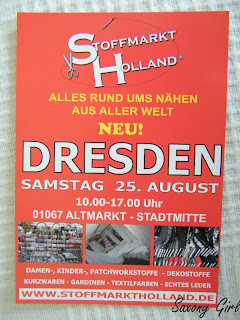 STOFFMARKT
HOLLAND®
ALLES RUND UMS NÄHEN
AUS ALLER WELT
NEU!
DRESDEN
SAMSTAG 25. AUGUST
10.00-17.00 Uhr
01067 ALTMARKT - STADTMITTE
DAMEN-, KINDER-, PATCHWORKSTOFFE - DEKOSTOFFE
KURZWAREN - GARDINEN - TEXTILFARBEN - ECHTES LEDER
WWW.STOFFMARKTHOLLAND.DE
Saxony Girl